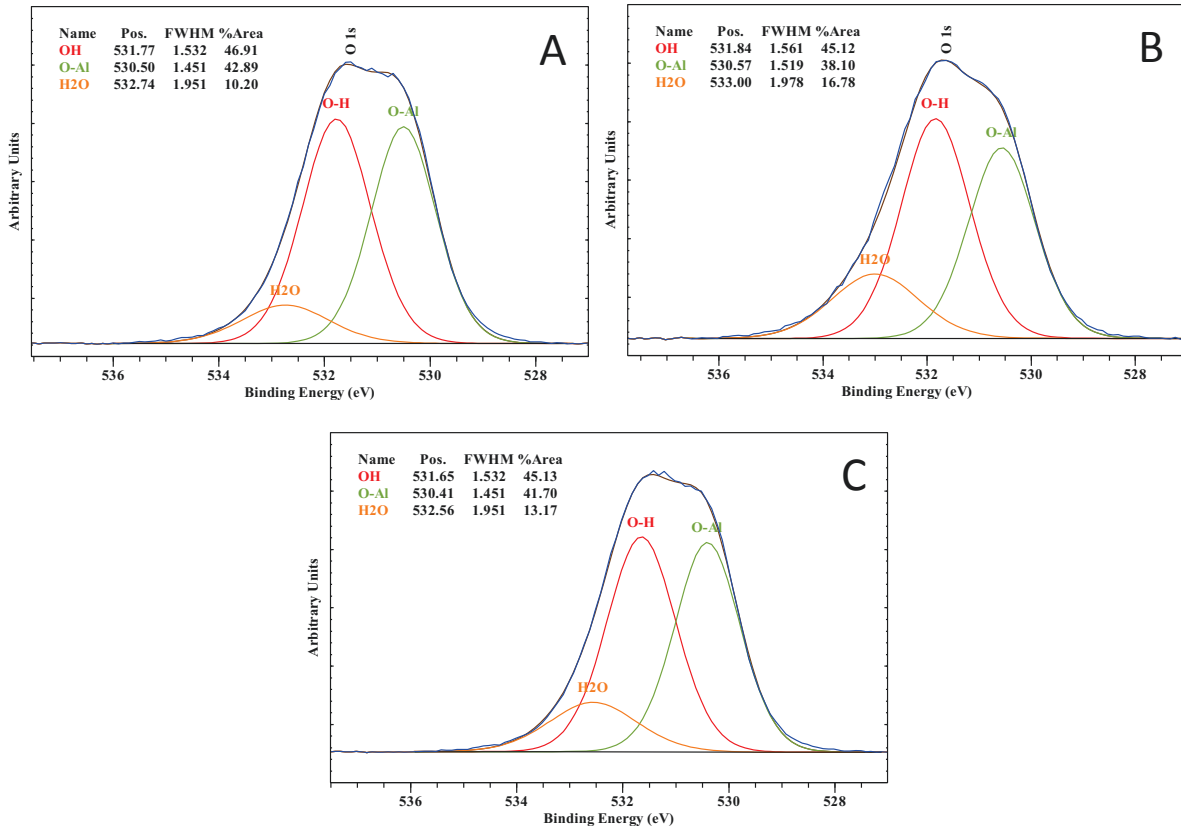 A
Name Pos. FWHM %Area
OH 531.77 1.532 46.91
O-Al 530.50 1.451 42.89
H2O 532.74 1.951 10.20
O 1s
O-H
O-Al
H2O
Arbitrary Units
536 534 532 530 528
Binding Energy (eV)
B
Name Pos. FWHM %Area
OH 531.84 1.561 45.12
O-Al 530.57 1.519 38.10
H2O 533.00 1.978 16.78
O 1s
O-H
O-Al
H2O
Arbitrary Units
536 534 532 530 528
Binding Energy (eV)
C
Name Pos. FWHM %Area
OH 531.65 1.532 45.13
O-Al 530.41 1.451 41.70
H2O 532.56 1.951 13.17
O-H
O-Al
H2O
Arbitrary Units
536 534 532 530 528
Binding Energy (eV)